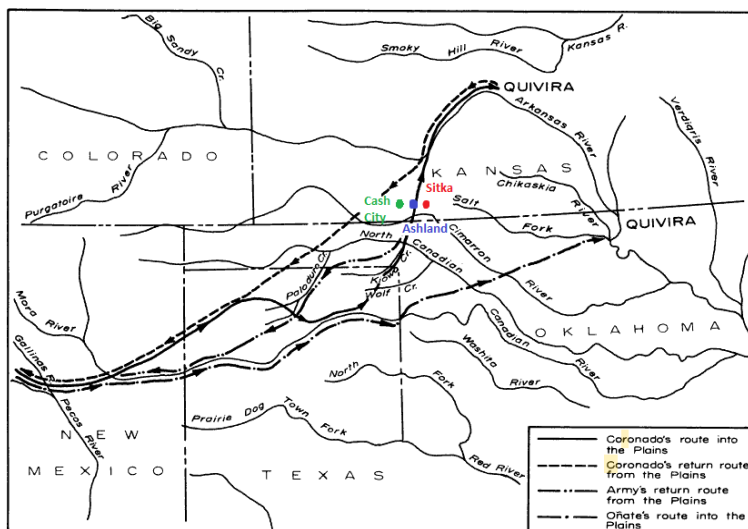 Big
Sandy
Cr.
Smoky Hill River
Kansas R.
QUIVIRA
Arkansas
River
Verdigris
River
COLORADO
KANSAS
Purgatoire
River
Cash
City
Sitka
Ashland
Salt
Fork
Chikaskia
River
QUIVIRA
North
Canadian
Cimarron
River
Paloduro Cr.
Kiowa Cr.
Wolf Cr.
Mora River
Gallinas R.
Pecos
River
Canadian
River
OKLAHOMA
Washita
River
North
Fork
Prairie Dog Town
Fork
Red River
NEW
MEXICO
TEXAS
Coronado's route into
the Plains
Coronado's return route
from the Plains
Army's return route
from the Plains
Oñate's route into the
Plains